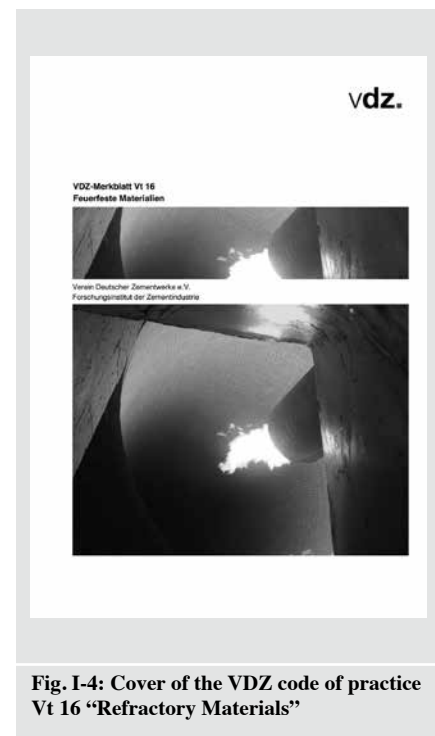 vdz.
VDZ-Merkblatt Vt 16
Feuerfeste Materialien
Verein Deutscher Zementwerke e.V.
Forschungsinstitut der Zementindustrie
Fig. I-4: Cover of the VDZ code of practice
Vt 16 “Refractory Materials”